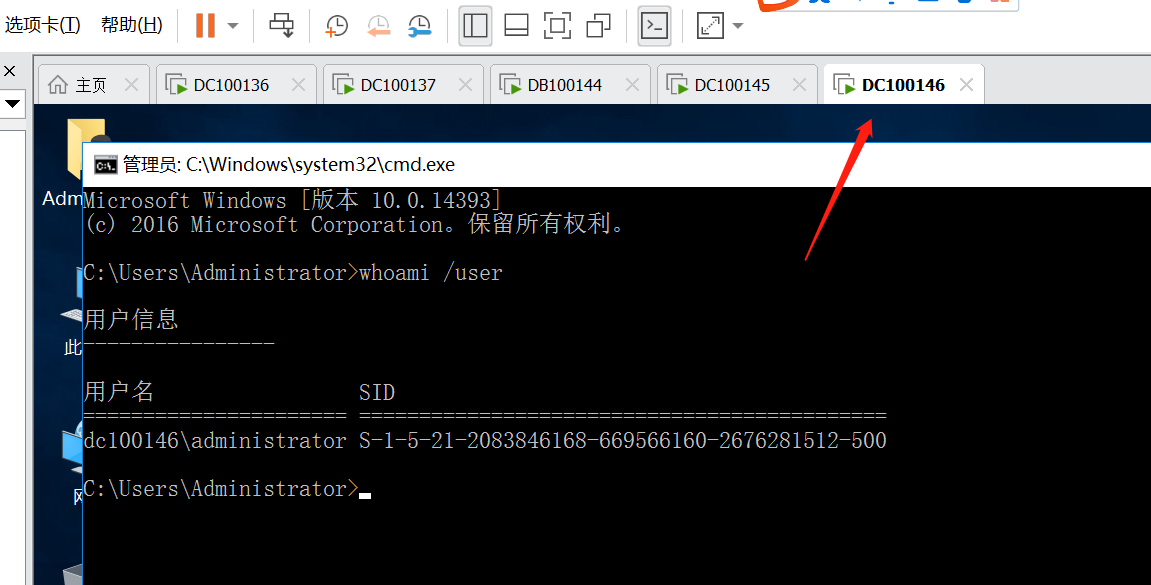 选项卡(T) 帮助(H)
主页 DC100136 DC100137 DB100144 DC100145 DC100146
管理员: C:\Windows\system32\cmd.exe
Adm
Microsoft Windows [版本 10.0.14393]
(c) 2016 Microsoft Corporation。保留所有权利。
C:\Users\Administrator>whoami /user
用户信息
----------------
此
用户名 SID
====================== ============================================
dc100146\administrator S-1-5-21-2083846168-669566160-2676281512-500
C:\Users\Administrator>